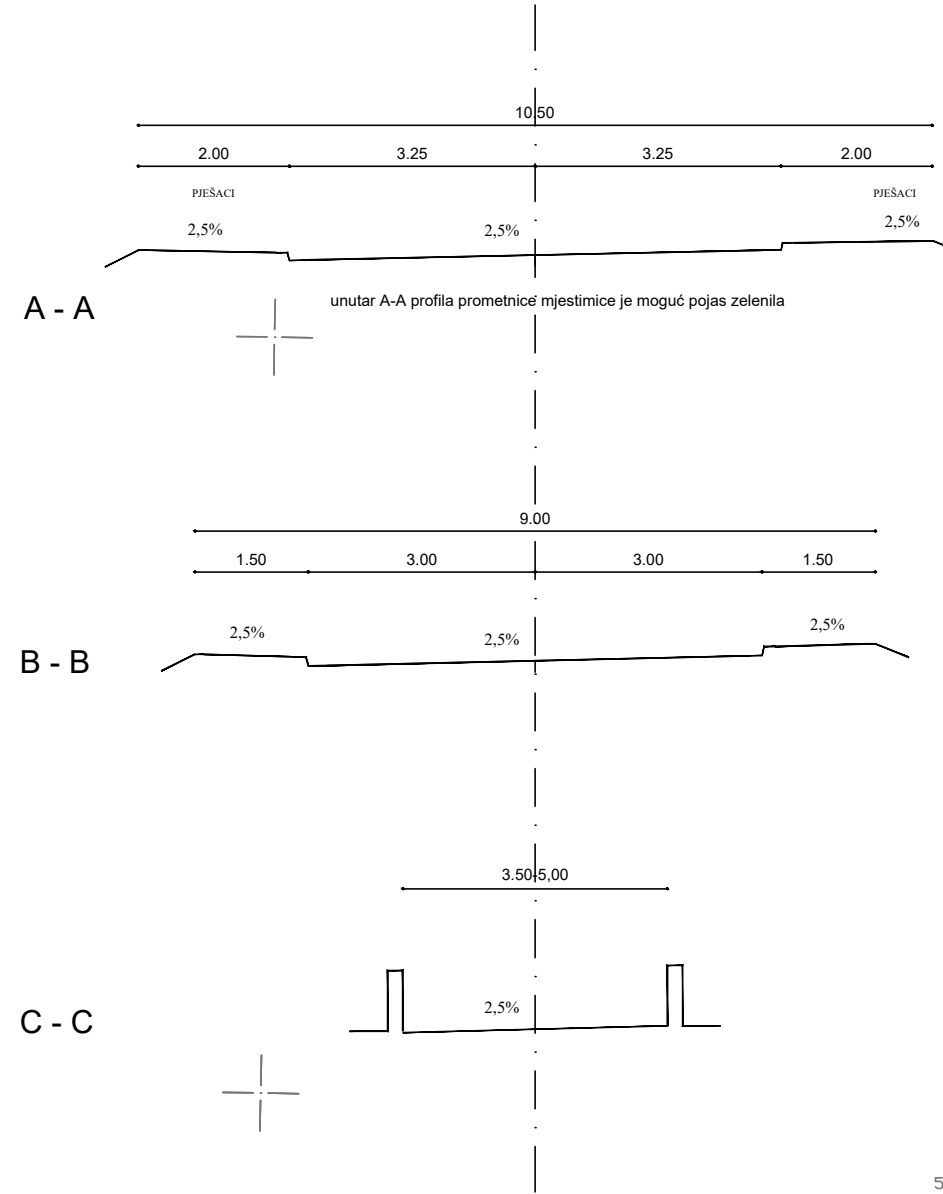 10.50
2.00 3.25 3.25 2.00
PJEŠACI PJEŠACI
2,5% 2,5% 2,5%
A - A
unutar A-A profila prometnice mjestimice je moguć pojas zelenila
9.00
1.50 3.00 3.00 1.50
2,5% 2,5% 2,5%
B - B
3.50-5,00
2,5%
C - C
5